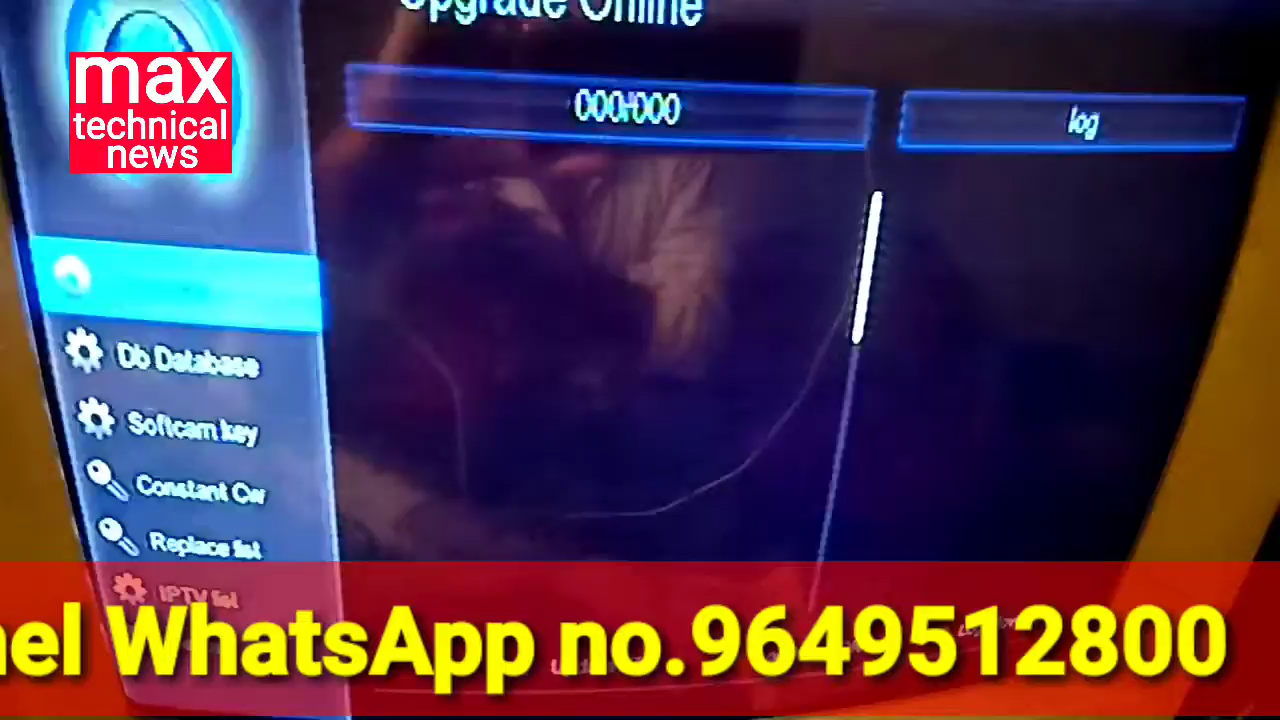 Upgrade Online
max
technical
news
000/000
log
Db Database
Softcam key
Constant Cw
Replace list
IPTV list
nel WhatsApp no.9649512800